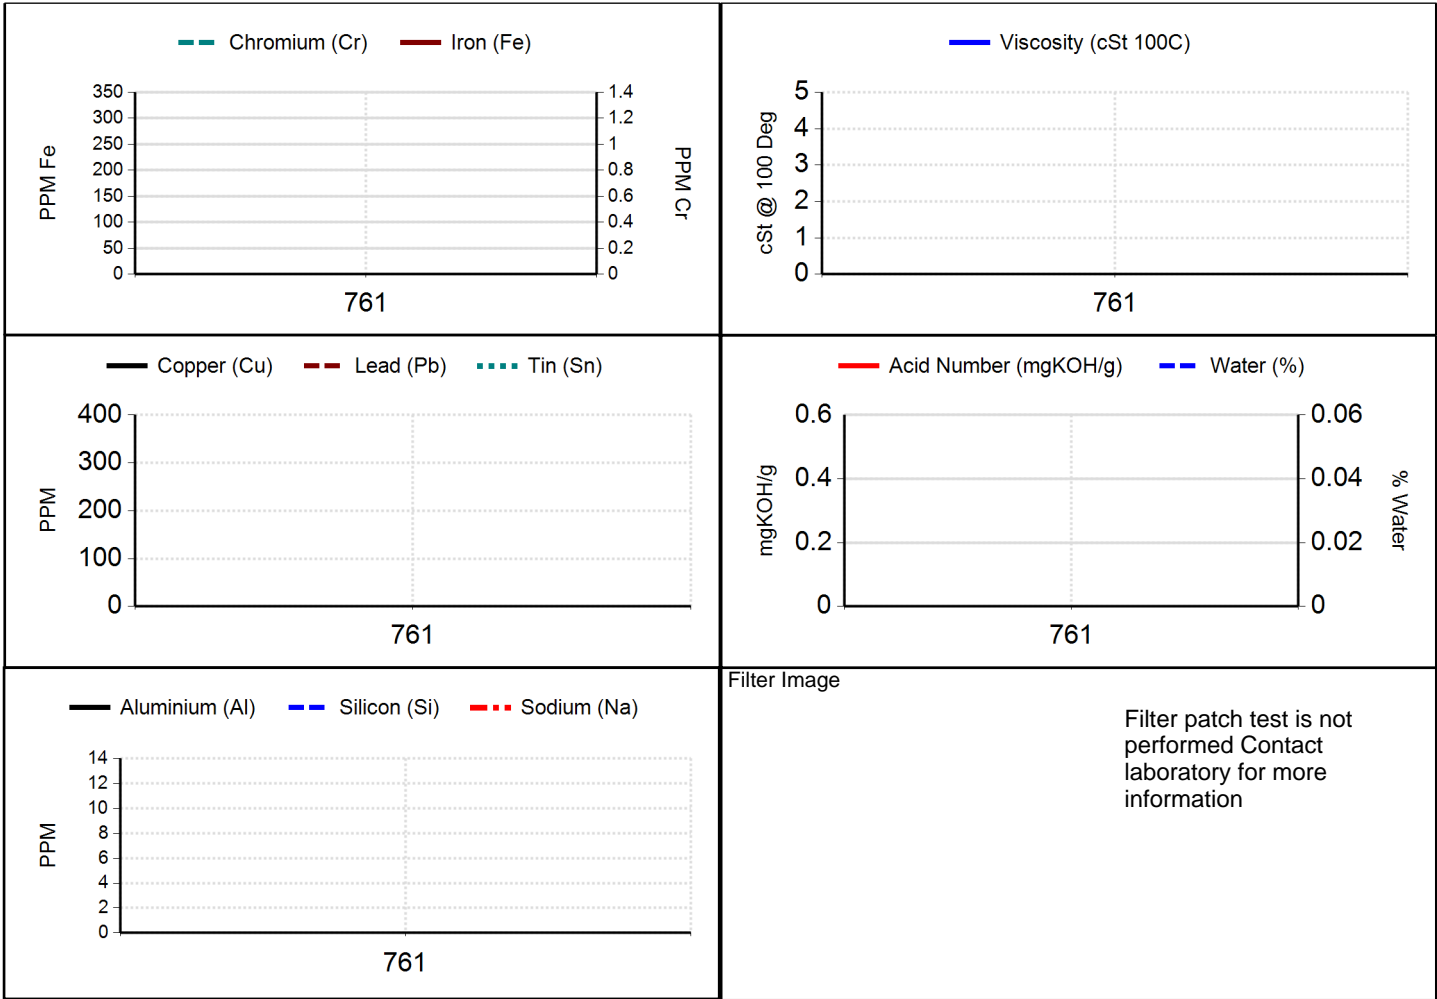 Chromium (Cr) Iron (Fe)
350
300
250
200
150
100
50
0
PPM Fe
1.4
1.2
1
0.8
0.6
0.4
0.2
0
PPM Cr
761
Viscosity (cSt 100C)
5
4
3
2
1
0
cSt @ 100 Deg
761
Copper (Cu) Lead (Pb) Tin (Sn)
400
300
200
100
0
PPM
761
Acid Number (mgKOH/g) Water (%)
0.6
0.4
0.2
0
mgKOH/g
0.06
0.04
0.02
0
% Water
761
Aluminium (Al) Silicon (Si) Sodium (Na)
14
12
10
8
6
4
2
0
PPM
761
Filter Image
Filter patch test is not
performed Contact
laboratory for more
information